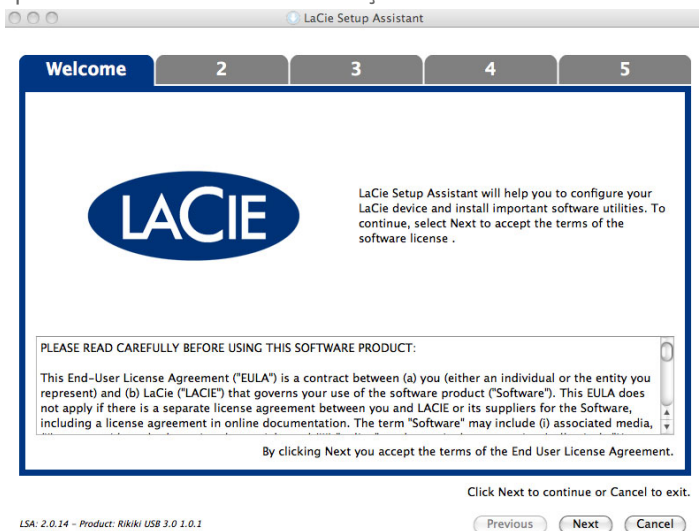 LaCie Setup Assistant
Welcome 2 3 4 5
LACIE
LaCie Setup Assistant will help you to configure your
LaCie device and install important software utilities. To
continue, select Next to accept the terms of the
software license .
PLEASE READ CAREFULLY BEFORE USING THIS SOFTWARE PRODUCT:
This End-User License Agreement ("EULA") is a contract between (a) you (either an individual or the entity you
represent) and (b) LaCie ("LACIE") that governs your use of the software product ("Software"). This EULA does
not apply if there is a separate license agreement between you and LACIE or its suppliers for the Software,
including a license agreement in online documentation. The term "Software" may include (i) associated media,
By clicking Next you accept the terms of the End User License Agreement.
Click Next to continue or Cancel to exit.
LSA: 2.0.14 – Product: Rikiki USB 3.0 1.0.1
Previous Next Cancel